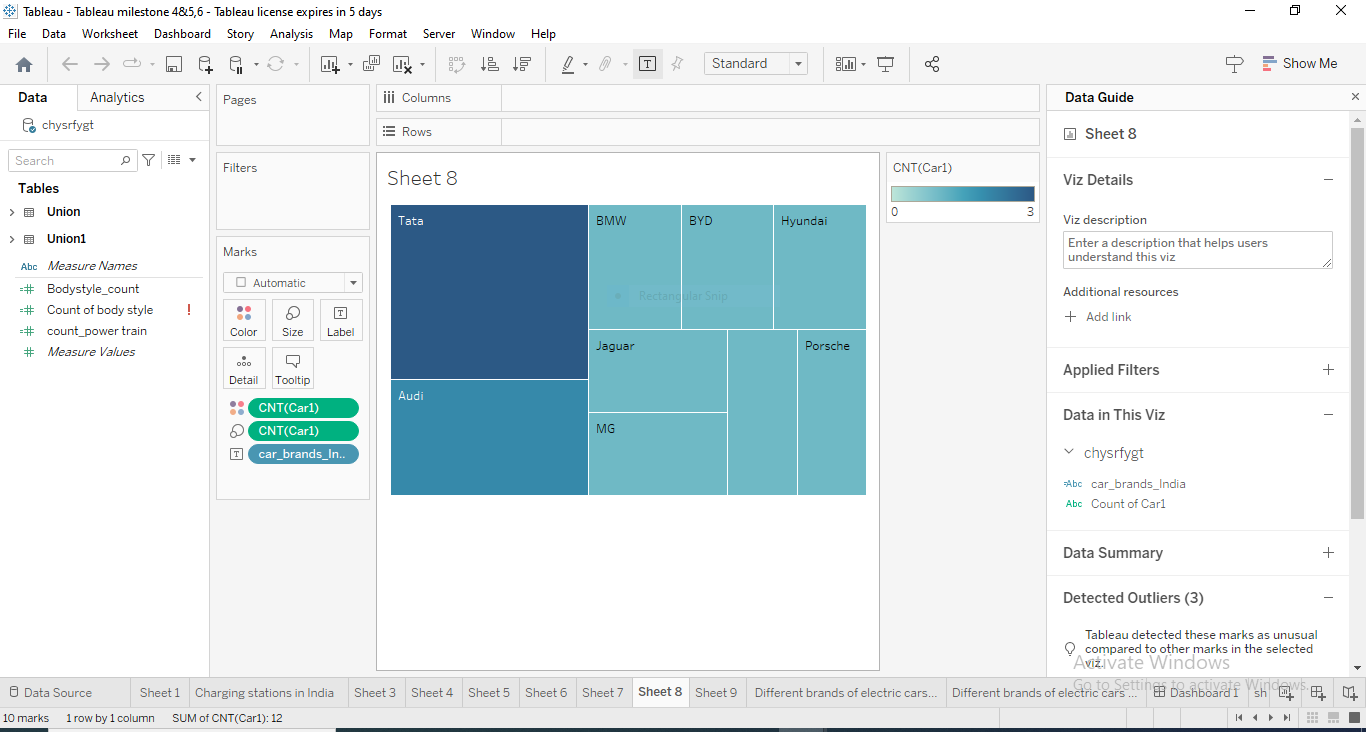 Tableau - Tableau milestone 4&5,6 - Tableau license expires in 5 days
File Data Worksheet Dashboard Story Analysis Map Format Server Window Help
Standard
Show Me
Data Analytics
chysrfygt
Search
Tables
Union
Union1
Abc Measure Names
Bodystyle_count
Count of body style !
count_power train
Measure Values
Pages
Filters
Marks
Automatic
Color Size Label
Detail Tooltip
CNT(Car1)
CNT(Car1)
car_brands_In..
Columns
Rows
Sheet 8
Tata
BMW
BYD
Hyundai
Rectangular Snip
Jaguar
Porsche
Audi
MG
CNT(Car1)
0 3
Data Guide
Sheet 8
Viz Details
Viz description
Enter a description that helps users
understand this viz
Additional resources
Add link
Applied Filters
Data in This Viz
chysrfygt
Abc car_brands_India
Abc Count of Car1
Data Summary
Detected Outliers (3)
Tableau detected these marks as unusual
compared to other marks in the selected
viz.
Activate Windows
Go to Settings to activate Windows.
Data Source Sheet 1 Charging stations in India Sheet 3 Sheet 4 Sheet 5 Sheet 6 Sheet 7 Sheet 8 Sheet 9 Different brands of electric cars... Different brands of electric cars ... Dashboard 1 sh
10 marks 1 row by 1 column SUM of CNT(Car1): 12